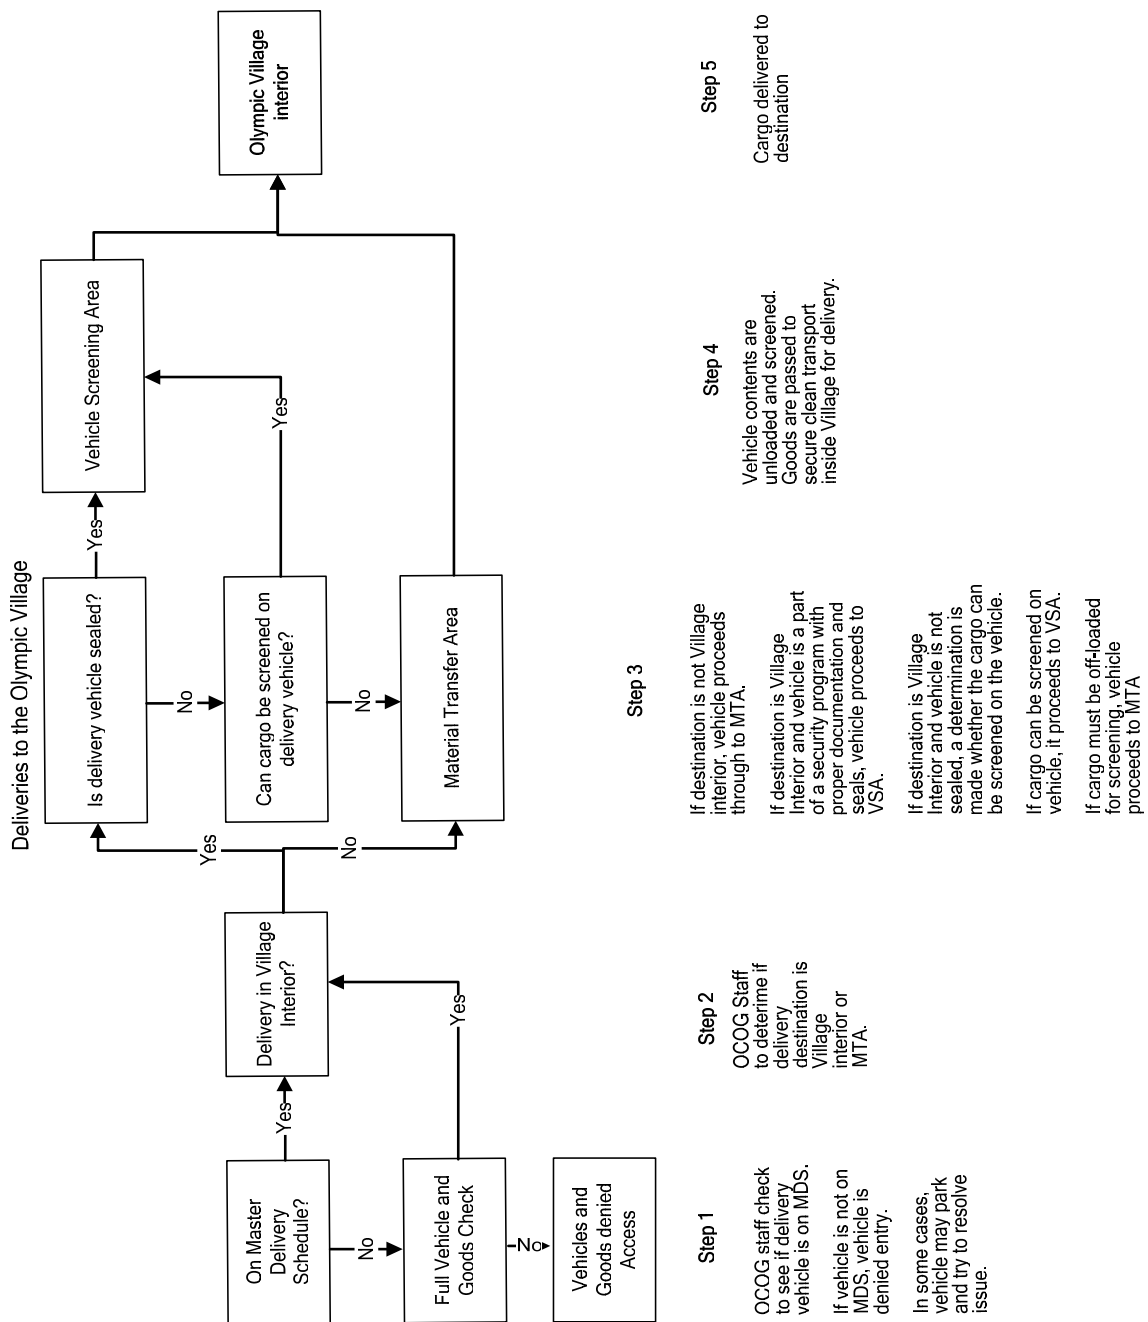 Deliveries to the Olympic Village
On Master
Delivery
Schedule?
Yes
No
Full Vehicle and
Goods Check
Yes
No
Vehicles and
Goods denied
Access
Delivery in Village
Interior?
Yes
No
Is delivery vehicle sealed?
Yes
No
Can cargo be screened on
delivery vehicle?
Yes
No
Material Transfer Area
Vehicle Screening Area
Olympic Village
interior
Step 1
OCOG staff check
to see if delivery
vehicle is on MDS.
If vehicle is not on
MDS, vehicle is
denied entry.
In some cases,
vehicle may park
and try to resolve
issue.
Step 2
OCOG Staff
to deterime if
delivery
destination is
Village
interior or
MTA.
Step 3
If destination is not Village
interior, vehicle proceeds
through to MTA.
If destination is Village
Interior and vehicle is a part
of a security program with
proper documentation and
seals, vehicle proceeds to
VSA.
If destination is Village
Interior and vehicle is not
sealed, a determination is
made whether the cargo can
be screened on the vehicle.
If cargo can be screened on
vehicle, it proceeds to VSA.
If cargo must be off-loaded
for screening, vehicle
proceeds to MTA
Step 4
Vehicle contents are
unloaded and screened.
Goods are passed to
secure clean transport
inside Village for delivery.
Step 5
Cargo delivered to
destination